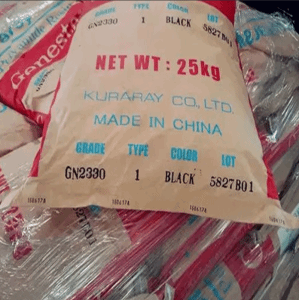 GRADE TYPE COLOR LOT
GN2330 1 BLACK 5827B01
NET WT : 25kg
KURARAY CO., LTD.
MADE IN CHINA
GRADE TYPE COLOR LOT
GN2330 1 BLACK 5827B01
Genesta